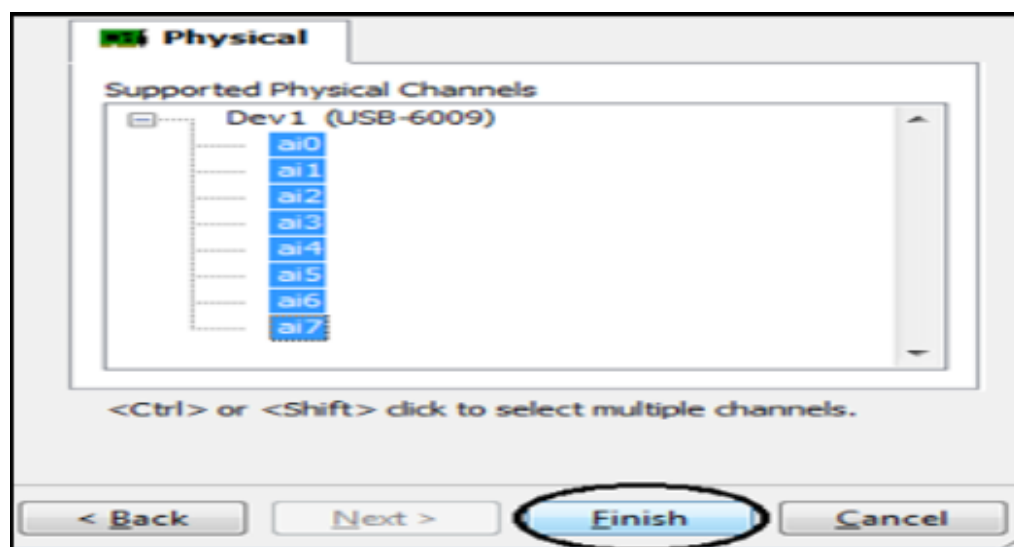 Physical
Supported Physical Channels
Dev1 (USB-6009)
ai0
ai1
ai2
ai3
ai4
ai5
ai6
ai7
<Ctrl> or <Shift> click to select multiple channels.
< Back Next > Finish Cancel